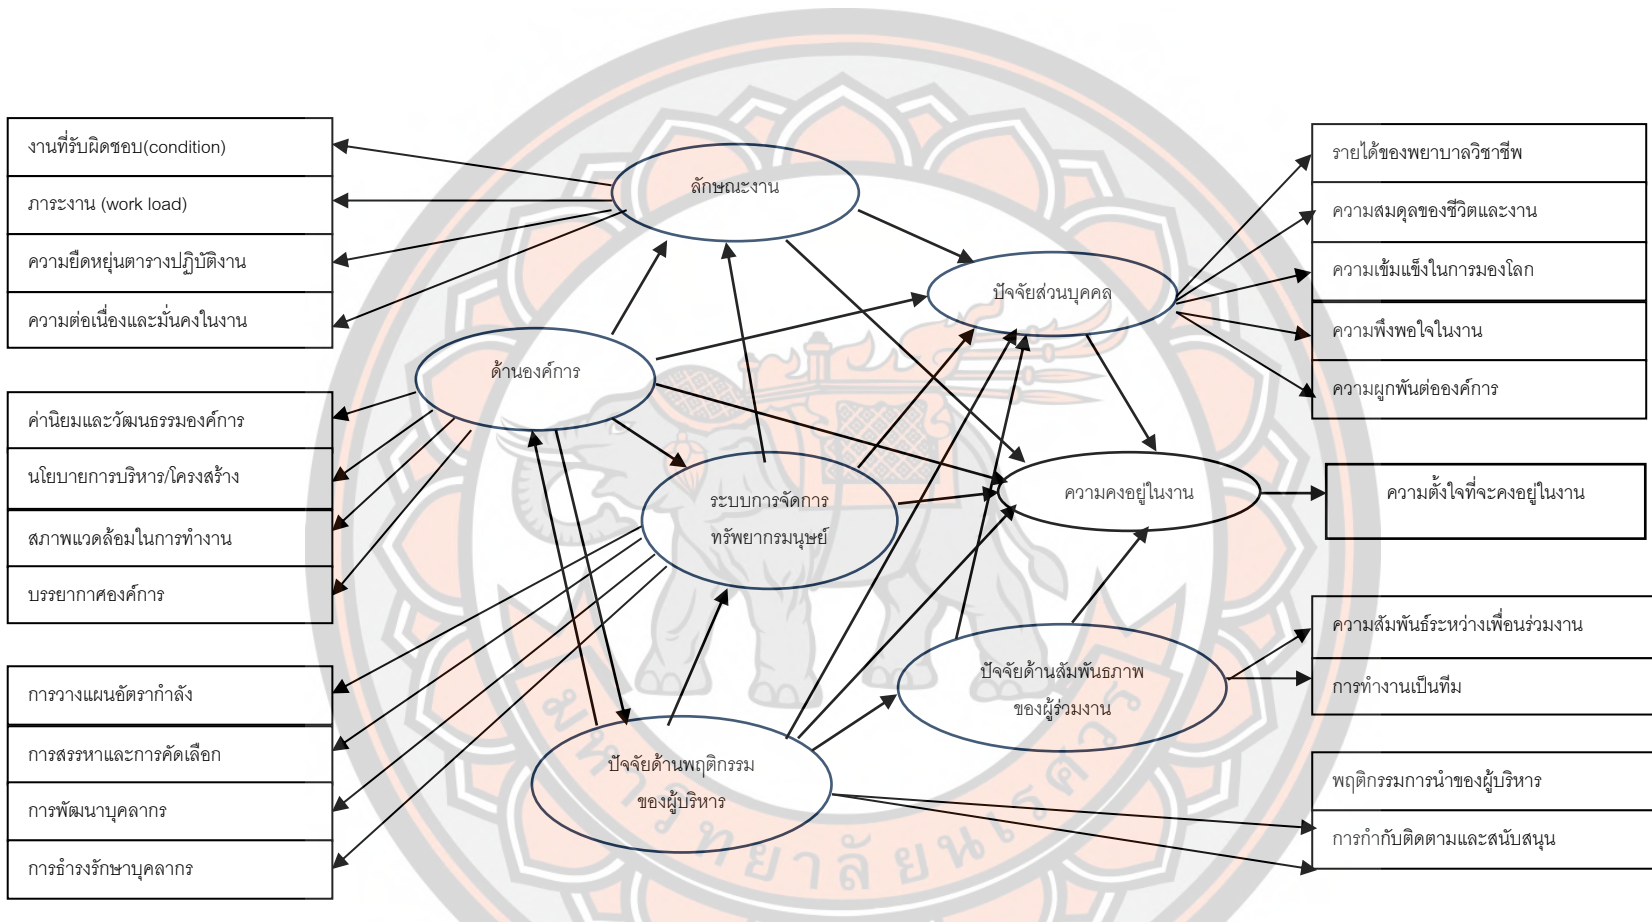 งานที่รับผิดชอบ(condition)
ภาระงาน (work load)
ความยืดหยุ่นตารางปฏิบัติงาน
ความต่อเนื่องและมั่นคงในงาน
ค่านิยมและวัฒนธรรมองค์การ
นโยบายการบริหาร/โครงสร้าง
สภาพแวดล้อมในการทำงาน
บรรยากาศองค์การ
การวางแผนอัตรากำลัง
การสรรหาและการคัดเลือก
การพัฒนาบุคลากร
การธำรงรักษาบุคลากร
ลักษณะงาน
ด้านองค์การ
ระบบการจัดการ
ทรัพยากรมนุษย์
ปัจจัยด้านพฤติกรรม
ของผู้บริหาร
ปัจจัยส่วนบุคคล
ความคงอยู่ในงาน
ปัจจัยด้านสัมพันธภาพ
ของผู้ร่วมงาน
รายได้ของพยาบาลวิชาชีพ
ความสมดุลของชีวิตและงาน
ความเข้มแข็งในการมองโลก
ความพึงพอใจในงาน
ความผูกพันต่อองค์การ
ความตั้งใจที่จะคงอยู่ในงาน
ความสัมพันธ์ระหว่างเพื่อนร่วมงาน
การทำงานเป็นทีม
พฤติกรรมการนำของผู้บริหาร
การกำกับติดตามและสนับสนุน
มหาวิทยาลัยนเรศวร